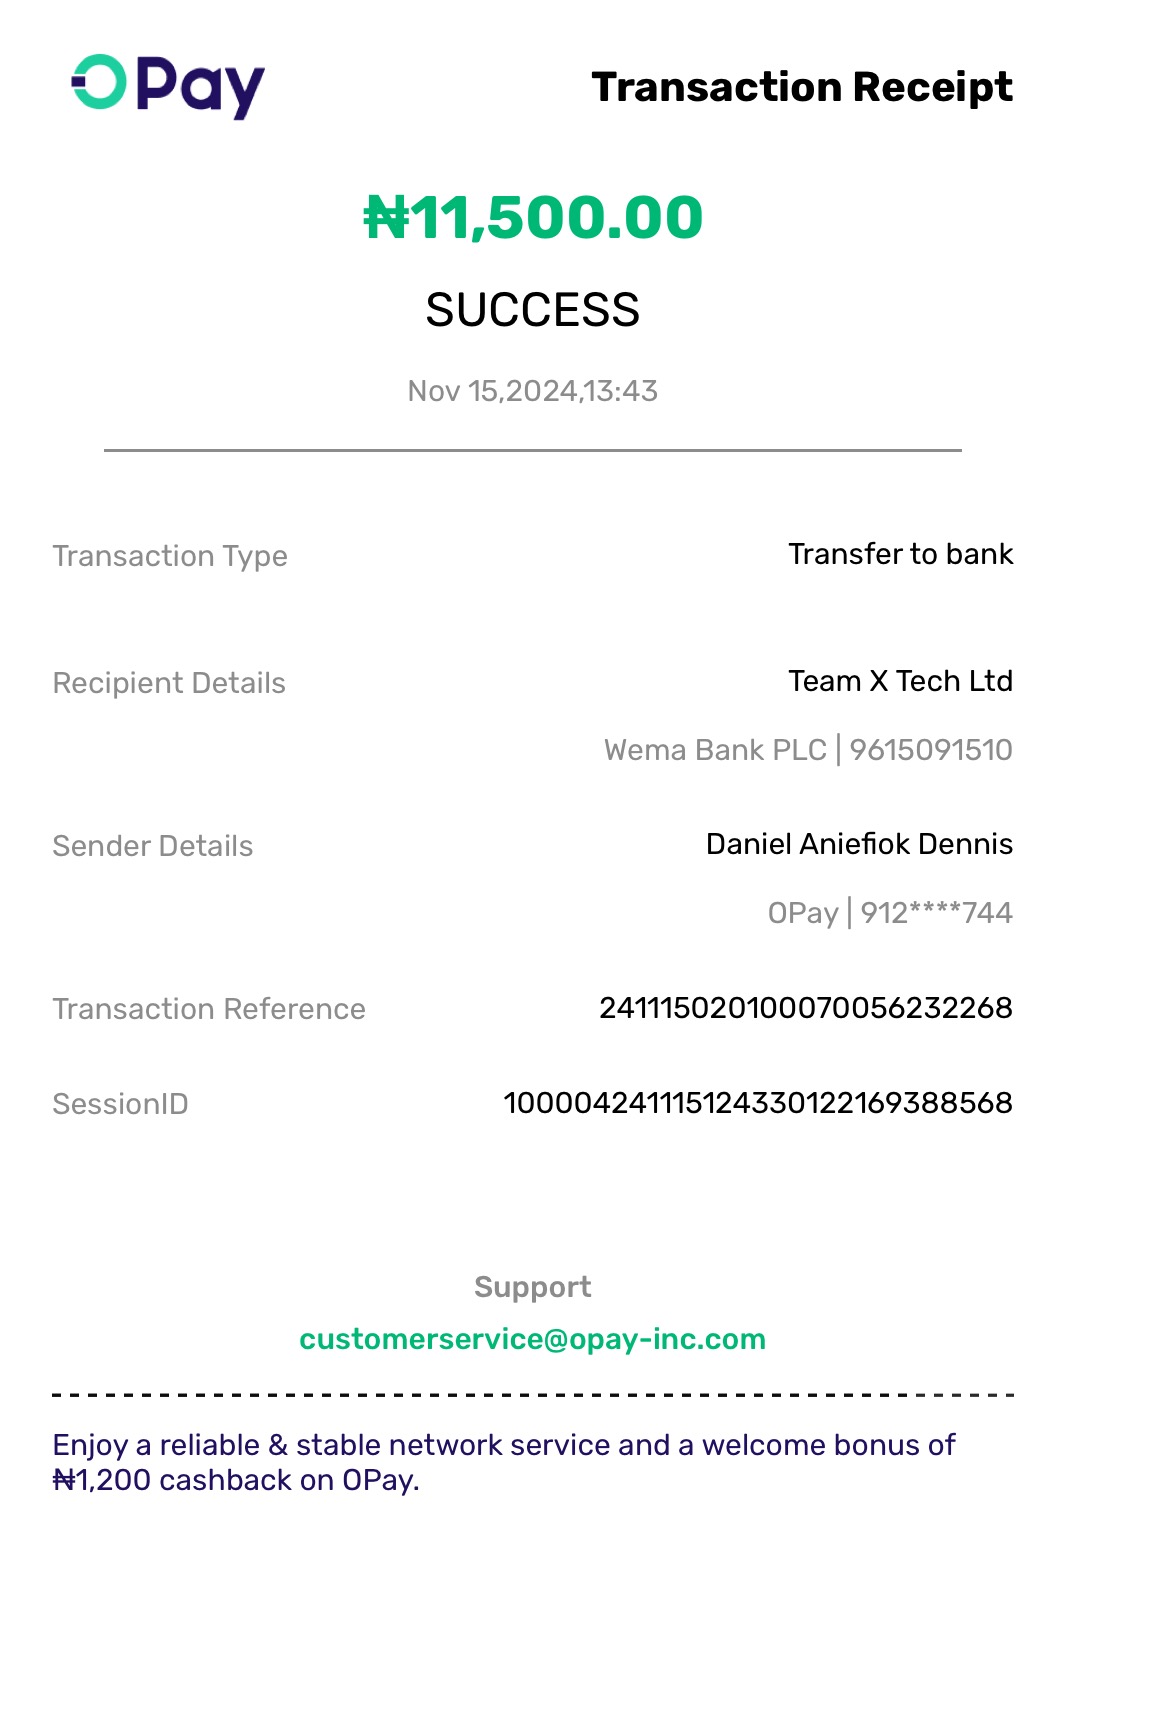 OPay
Transaction Receipt
₦11,500.00
SUCCESS
Nov 15,2024,13:43
Transaction Type
Transfer to bank
Recipient Details
Team X Tech Ltd
Wema Bank PLC | 9615091510
Sender Details
Daniel Aniefiok Dennis
OPay | 912****744
Transaction Reference
241115020100070056232268
SessionID
100004241115124330122169388568
Support
customerservice@opay-inc.com
Enjoy a reliable & stable network service and a welcome bonus of
₦1,200 cashback on OPay.